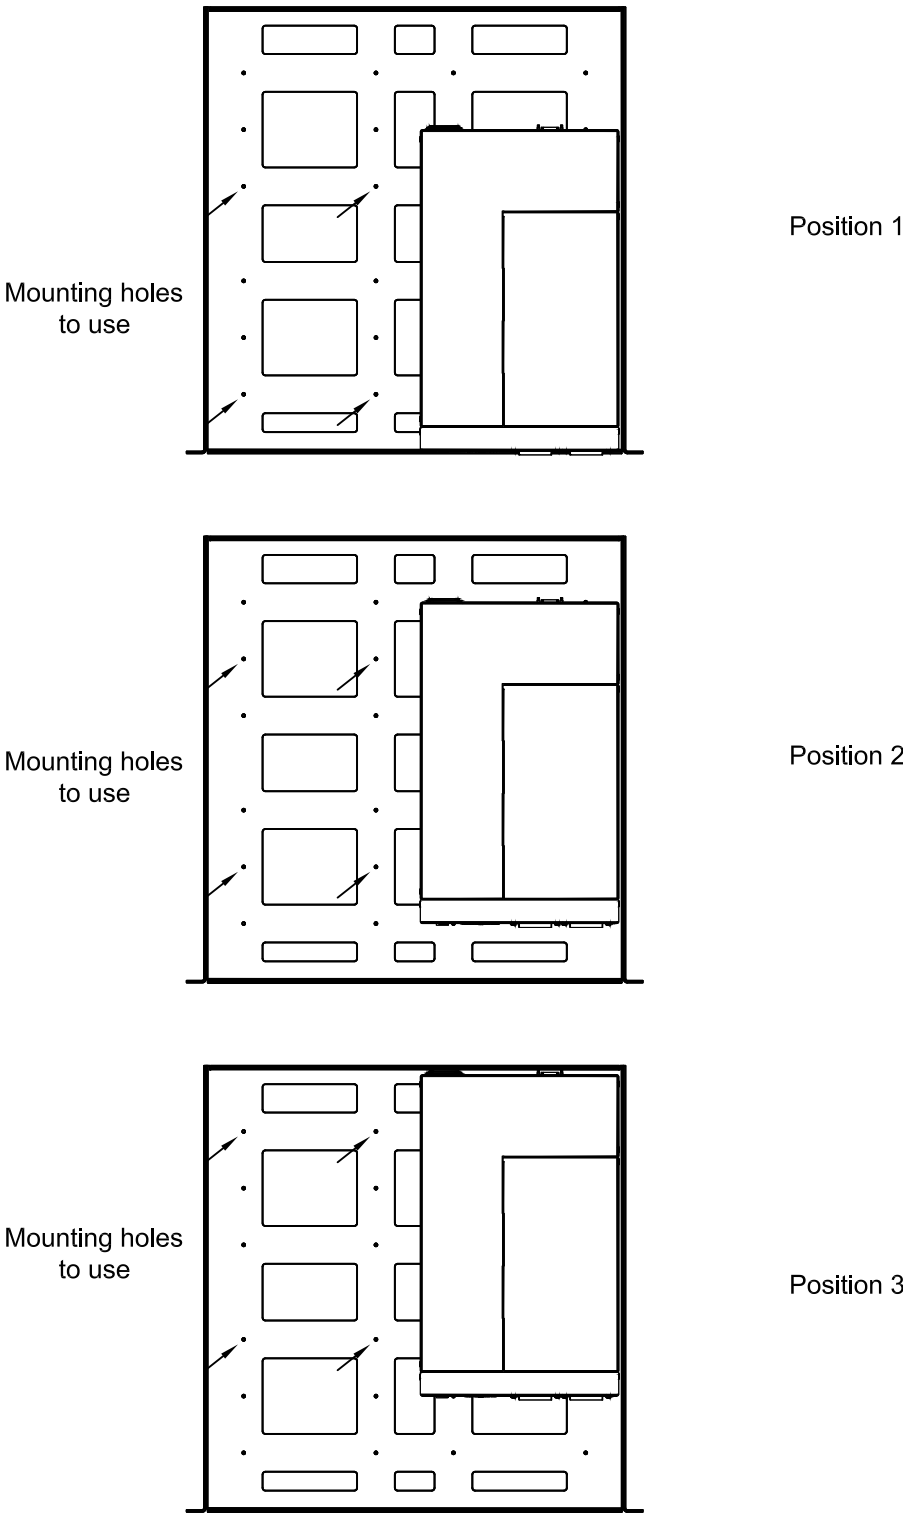 Position 1
Mounting holes
to use
Position 2
Mounting holes
to use
Position 3
Mounting holes
to use